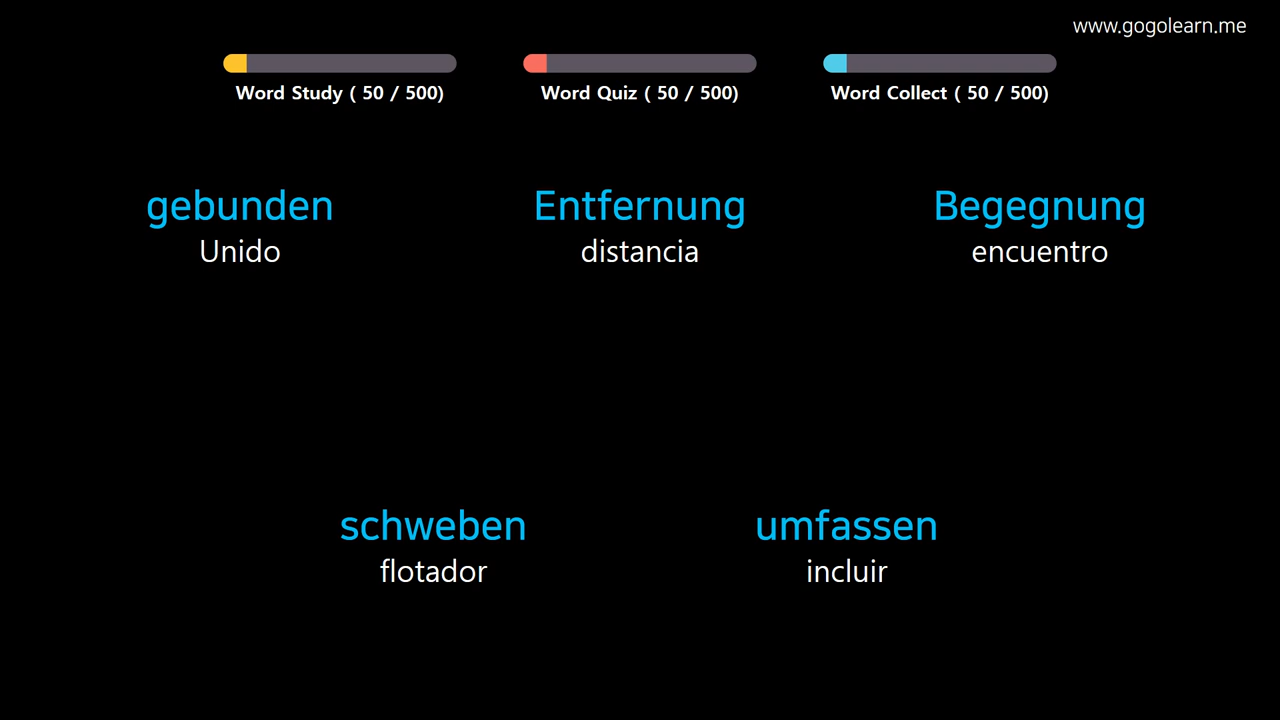 www.gogolearn.me
Word Study ( 50 / 500)
Word Quiz ( 50 / 500)
Word Collect ( 50 / 500)
gebunden
Unido
Entfernung
distancia
Begegnung
encuentro
schweben
flotador
umfassen
incluir